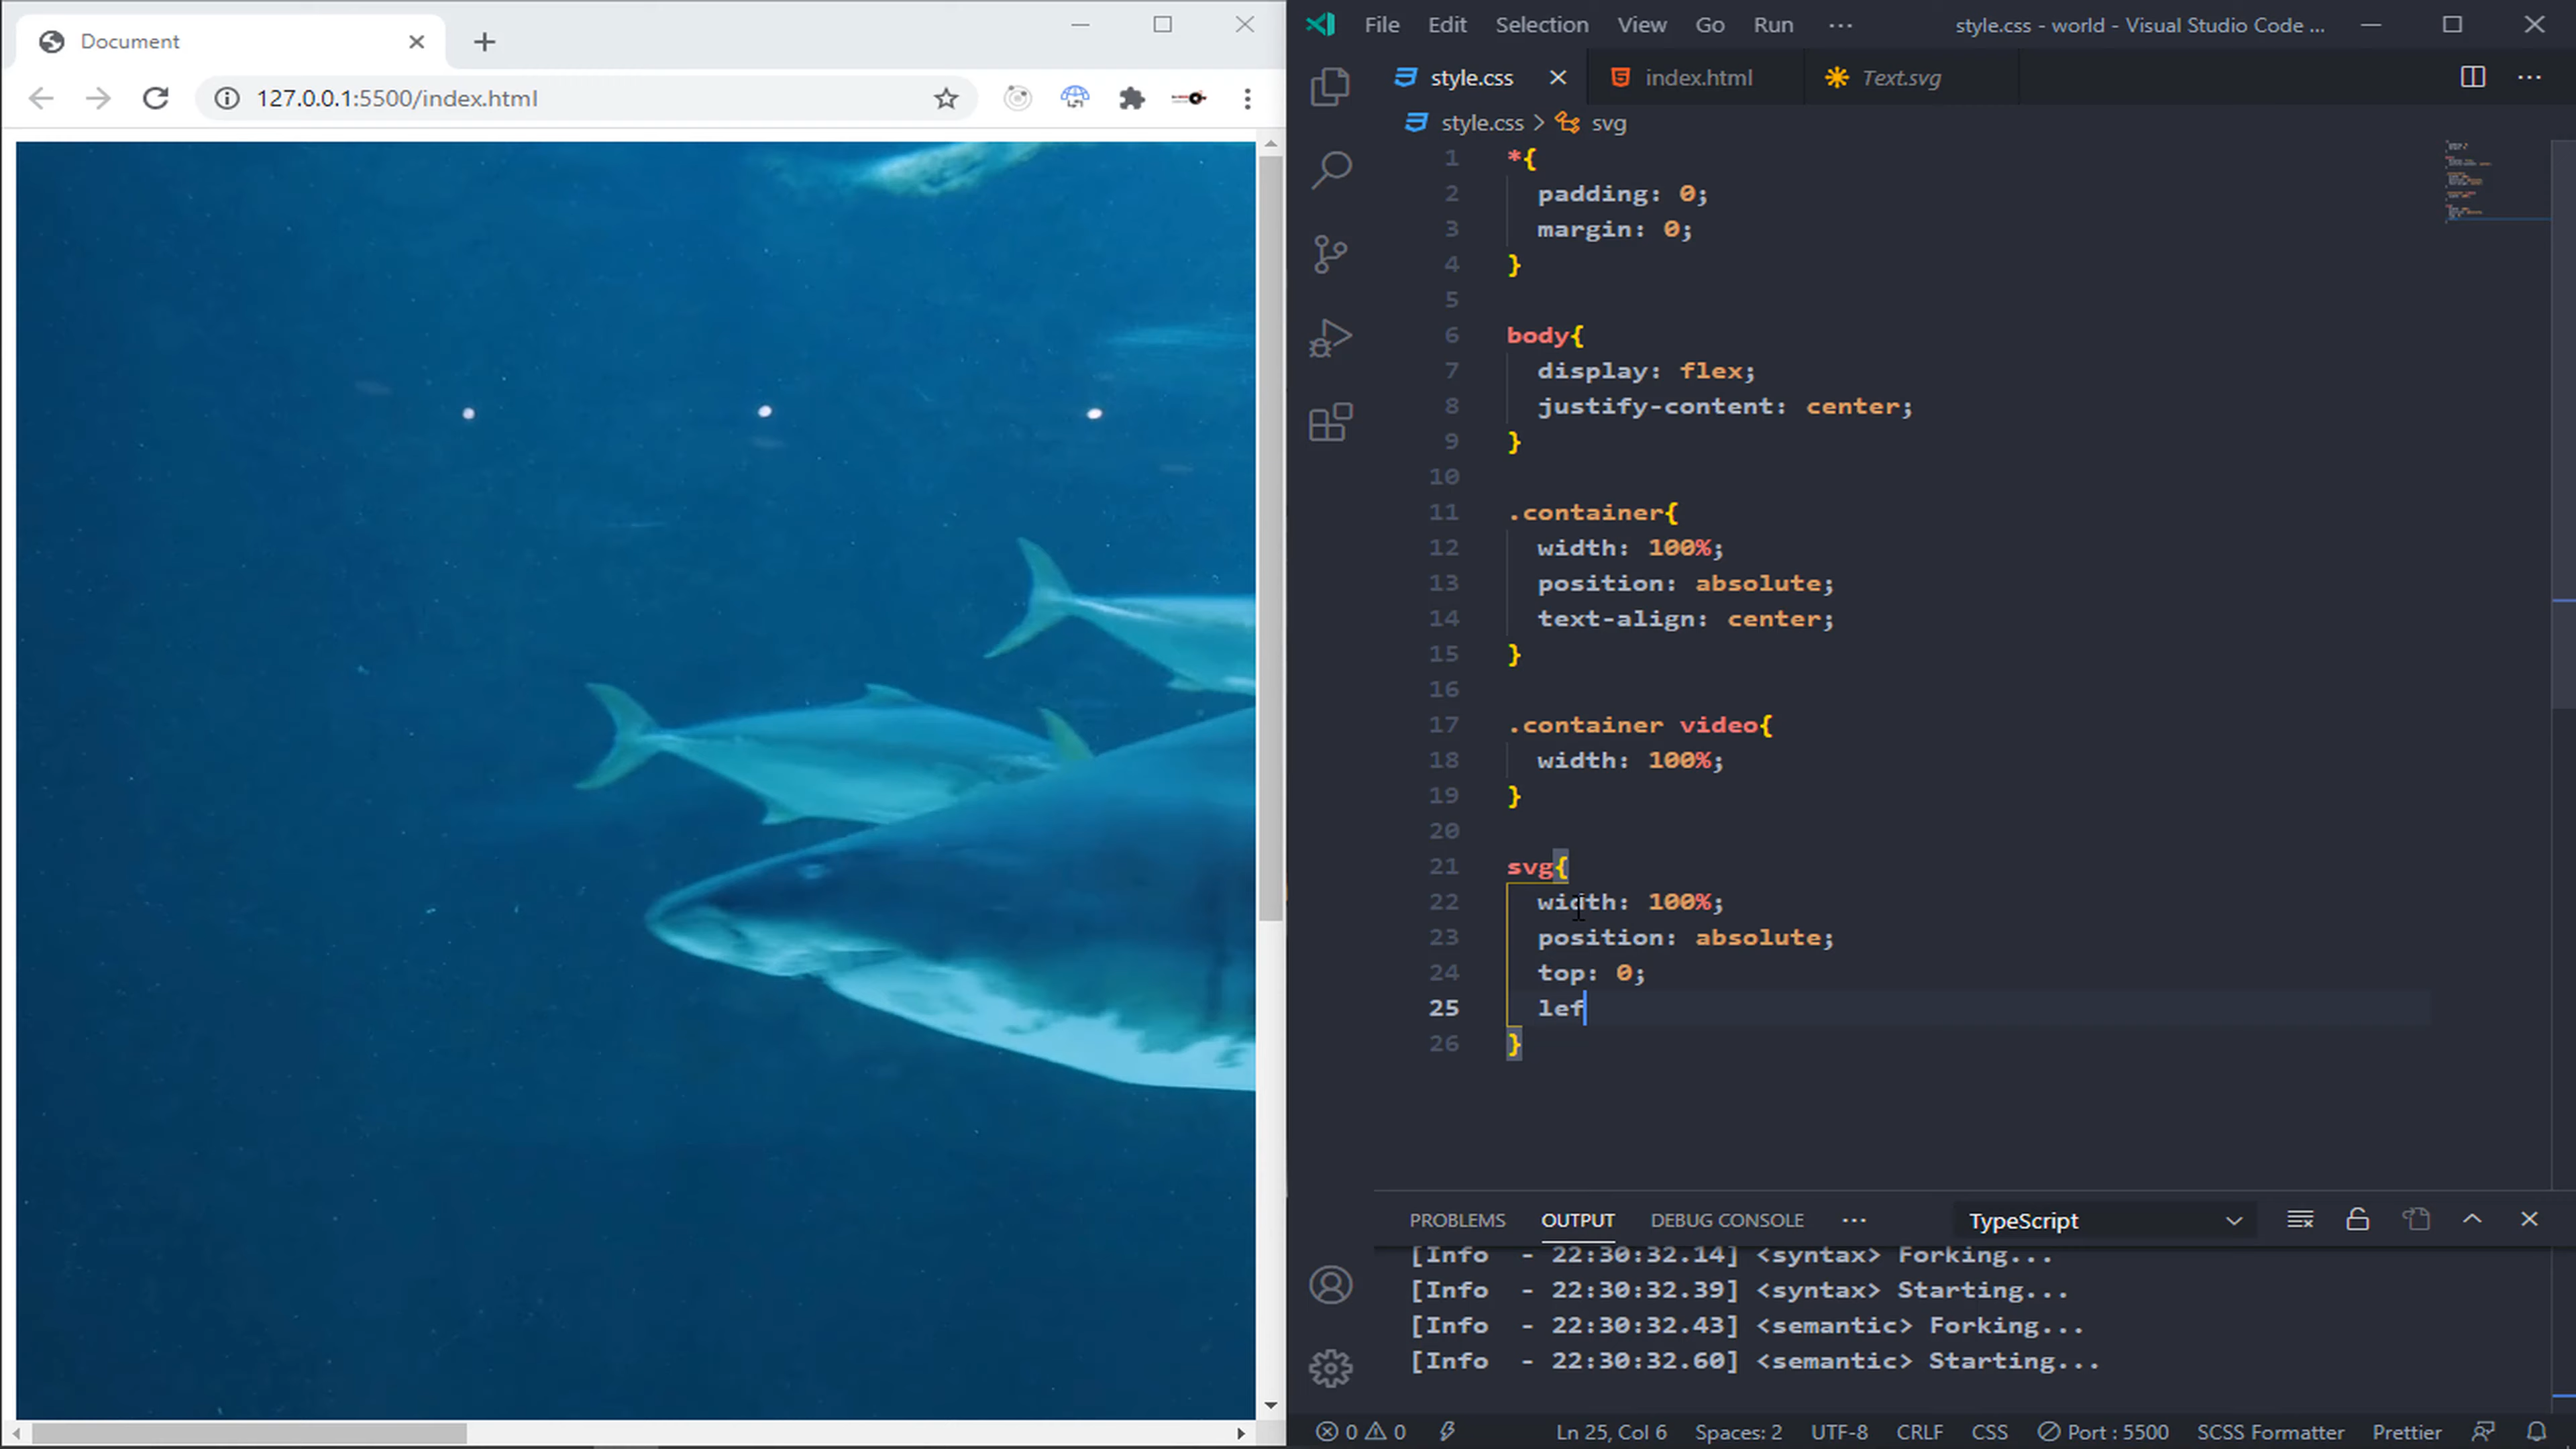 Document
127.0.0.1:5500/index.html
File Edit Selection View Go Run ··· style.css - world - Visual Studio Code ...
style.css index.html Text.svg
style.css > svg
1 *{
2 padding: 0;
3 margin: 0;
4 }
5
6 body{
7 display: flex;
8 justify-content: center;
9 }
10
11 .container{
12 width: 100%;
13 position: absolute;
14 text-align: center;
15 }
16
17 .container video{
18 width: 100%;
19 }
20
21 svg{
22 width: 100%;
23 position: absolute;
24 top: 0;
25 lef
26 }
PROBLEMS OUTPUT DEBUG CONSOLE ··· TypeScript
[Info - 22:30:32.14] <syntax> Forking...
[Info - 22:30:32.39] <syntax> Starting...
[Info - 22:30:32.43] <semantic> Forking...
[Info - 22:30:32.60] <semantic> Starting...
0 0 Ln 25, Col 6 Spaces: 2 UTF-8 CRLF CSS Port : 5500 SCSS Formatter Prettier